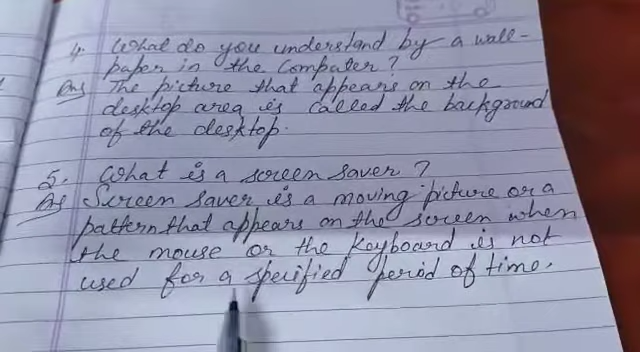 4. What do you understand by a wall-
paper in the Computer?
Ans The picture that appears on the
desktop area is called the background
of the desktop.
5. What is a screen saver?
As Screen saver is a moving picture or a
pattern that appears on the screen when
the mouse or the keyboard is not
used for a specified period of time.